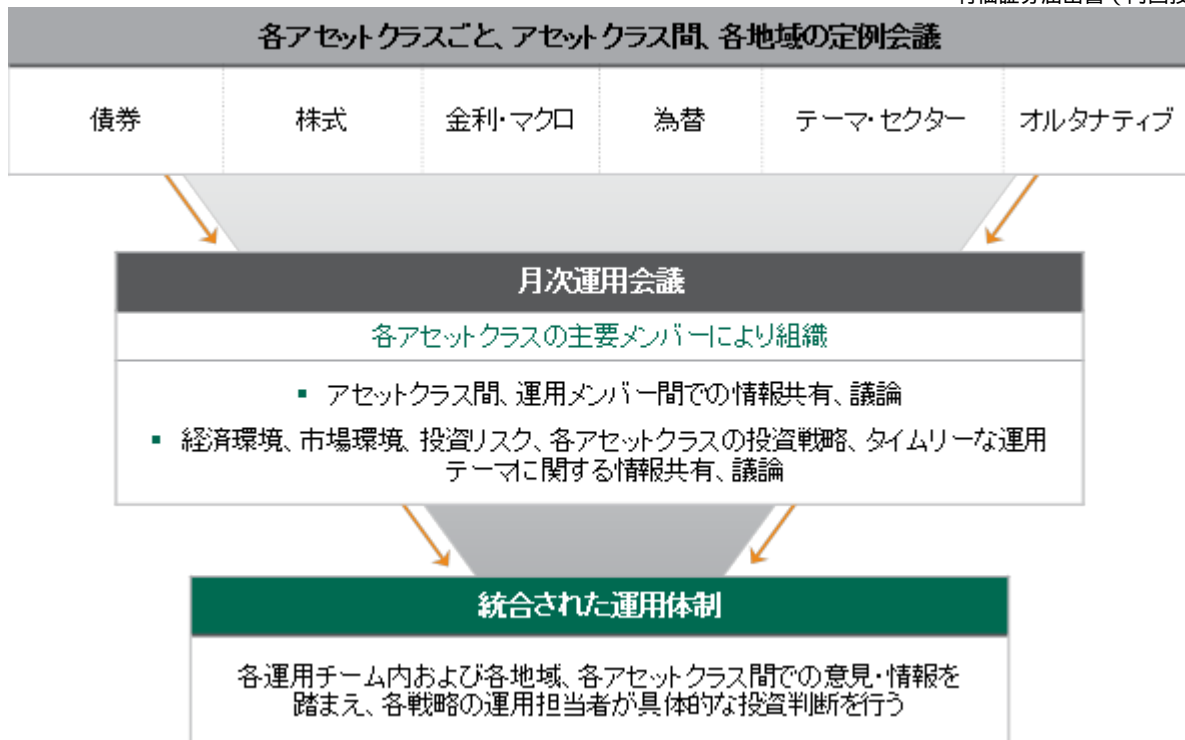 各アセットクラスごと、アセットクラス間、各地域の定例会議
債券 株式 金利・マクロ 為替 テーマ・セクター オルタナティブ
月次運用会議
各アセットクラスの主要メンバーにより組織
▪ アセットクラス間、運用メンバー間での情報共有、議論
▪ 経済環境、市場環境、投資リスク、各アセットクラスの投資戦略、タイムリーな運用
テーマに関する情報共有、議論
統合された運用体制
各運用チーム内および各地域、各アセットクラス間での意見・情報を
踏まえ、各戦略の運用担当者が具体的な投資判断を行う